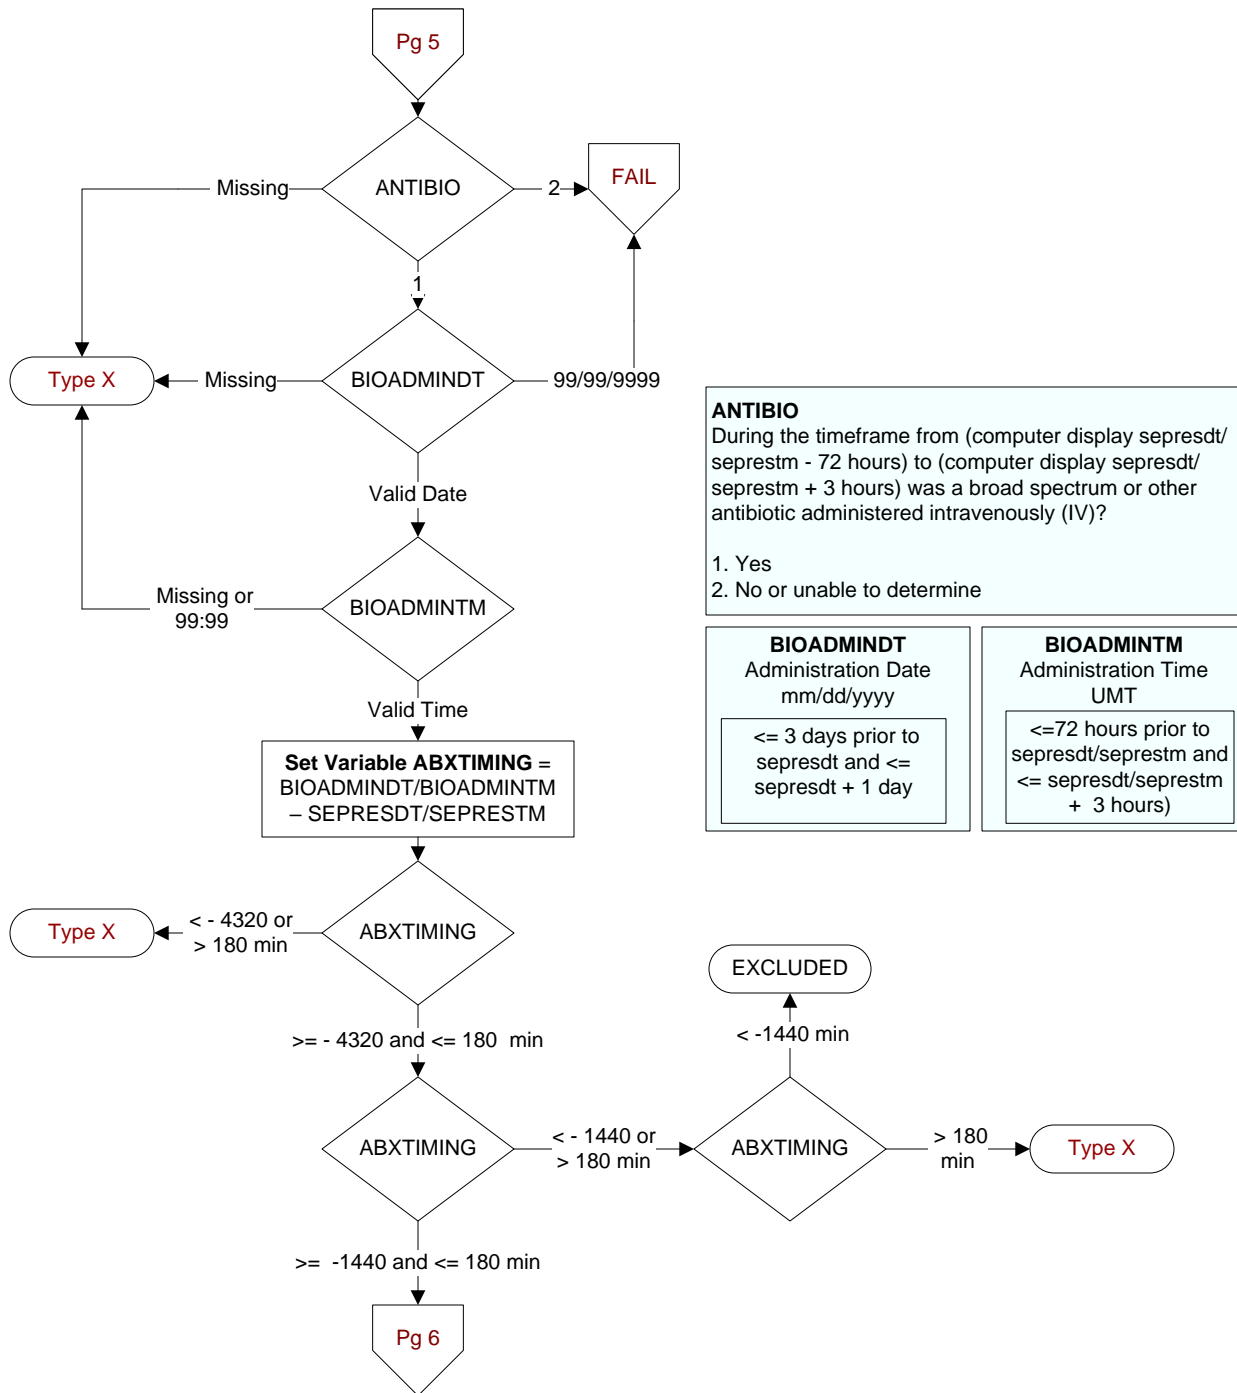 Pg 5
ANTIBIO
Missing
2
FAIL
1
BIOADMINDT
Missing
99/99/9999
Type X
Valid Date
BIOADMINTM
Missing or
99:99
Valid Time
Set Variable ABXTIMING =
BIOADMINDT/BIOADMINTM
– SEPRESDT/SEPRESTM
ABXTIMING
< - 4320 or
> 180 min
Type X
>= - 4320 and <= 180 min
ABXTIMING
< - 1440 or
> 180 min
ABXTIMING
< -1440 min
EXCLUDED
> 180
min
Type X
>= -1440 and <= 180 min
Pg 6
ANTIBIO
During the timeframe from (computer display sepresdt/
seprestm - 72 hours) to (computer display sepresdt/
seprestm + 3 hours) was a broad spectrum or other
antibiotic administered intravenously (IV)?
1. Yes
2. No or unable to determine
BIOADMINDT
Administration Date
mm/dd/yyyy
<= 3 days prior to
sepresdt and <=
sepresdt + 1 day
BIOADMINTM
Administration Time
UMT
<=72 hours prior to
sepresdt/seprestm and
<= sepresdt/seprestm
+ 3 hours)